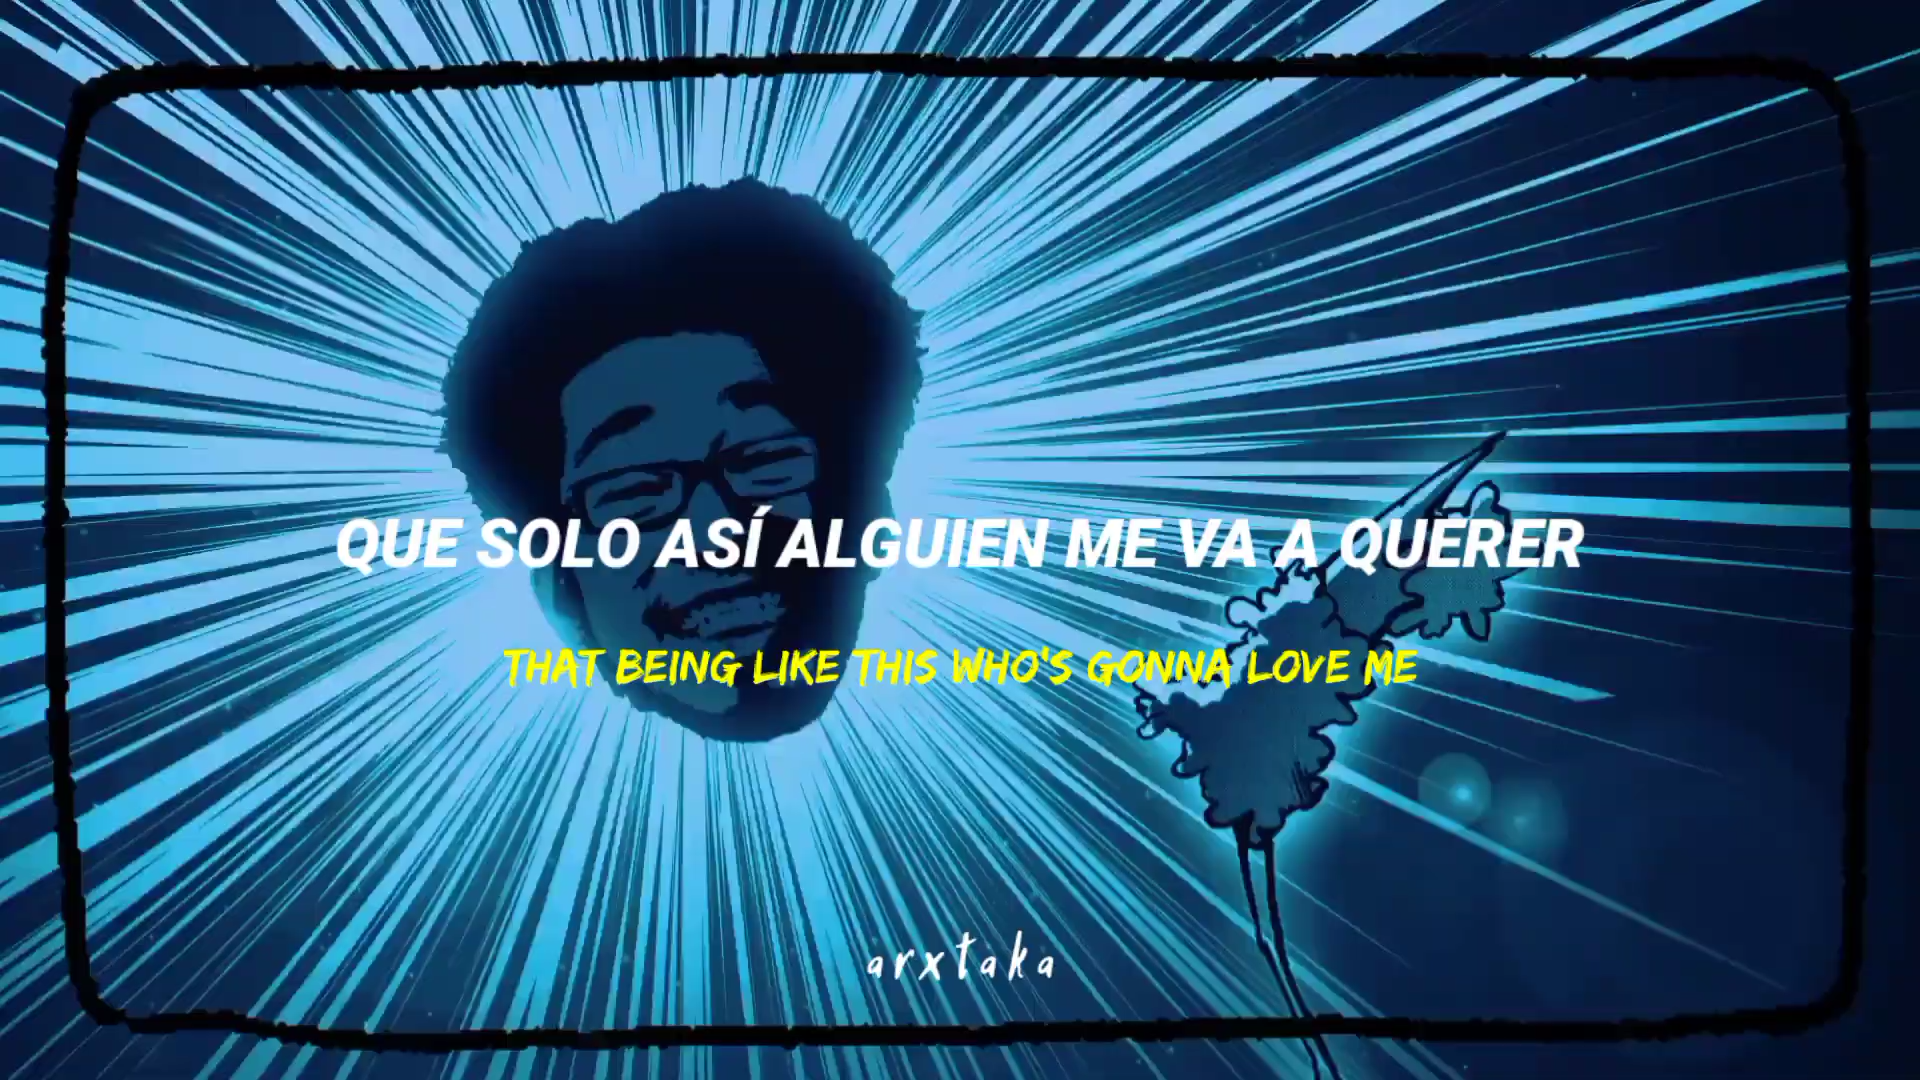 QUE SOLO ASÍ ALGUIEN ME VA A QUERER
THAT BEING LIKE THIS WHO'S GONNA LOVE ME
arxtaka